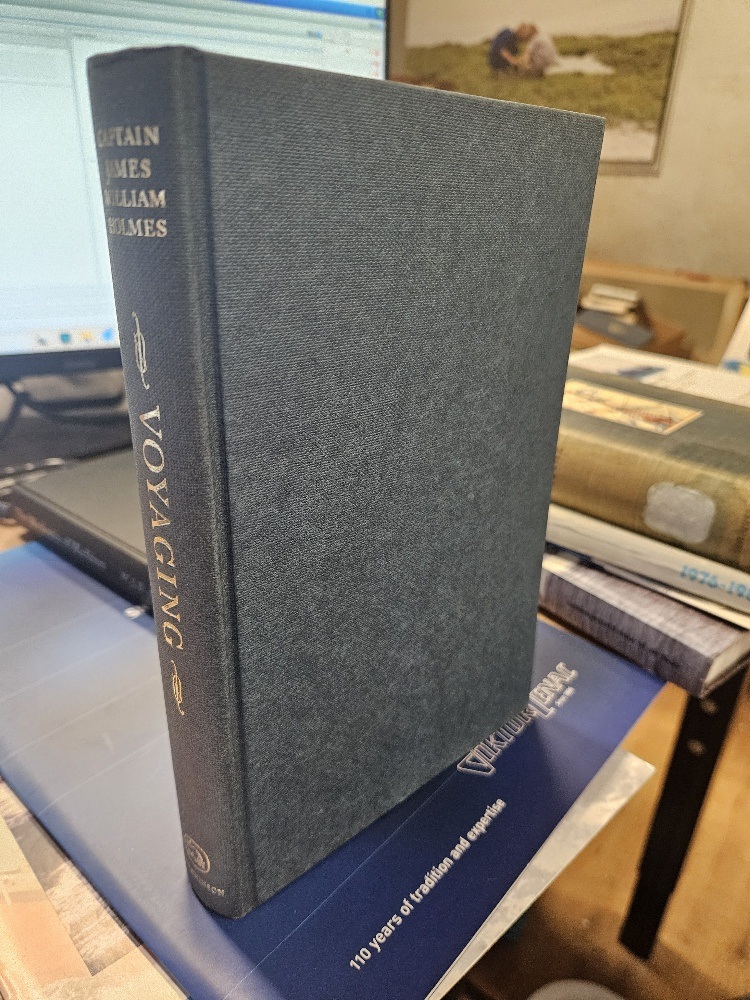 CAPTAIN
JAMES
WILLIAM
HOLMES
VOYAGING
110 years of tradition and expertise